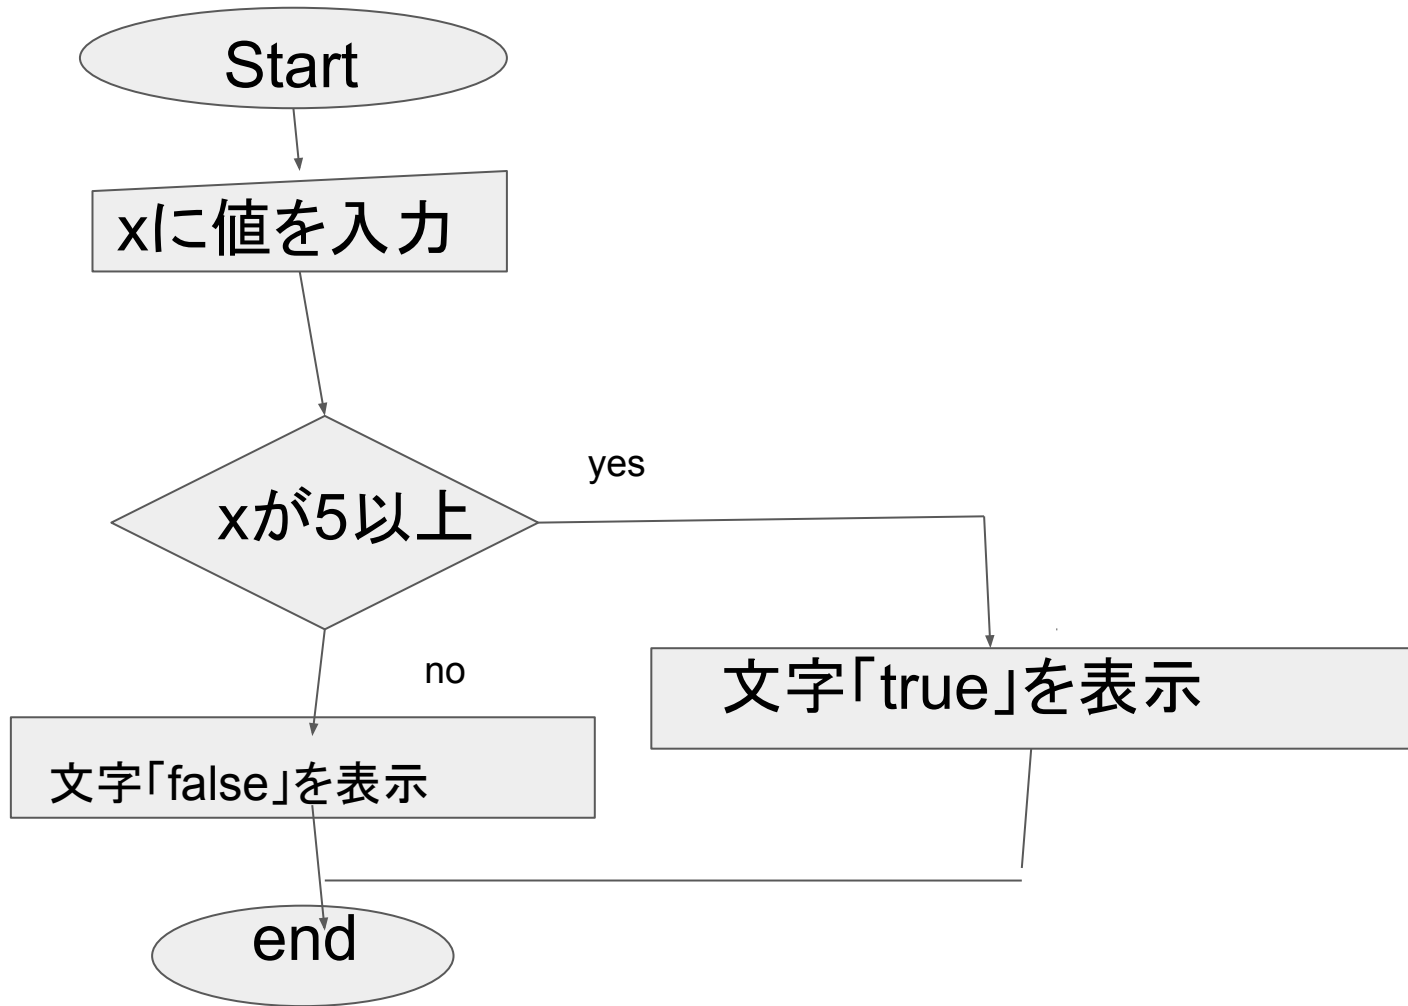 Start
xに値を入力
yes
xが5以上
no
文字「true」を表示
文字「false」を表示
end